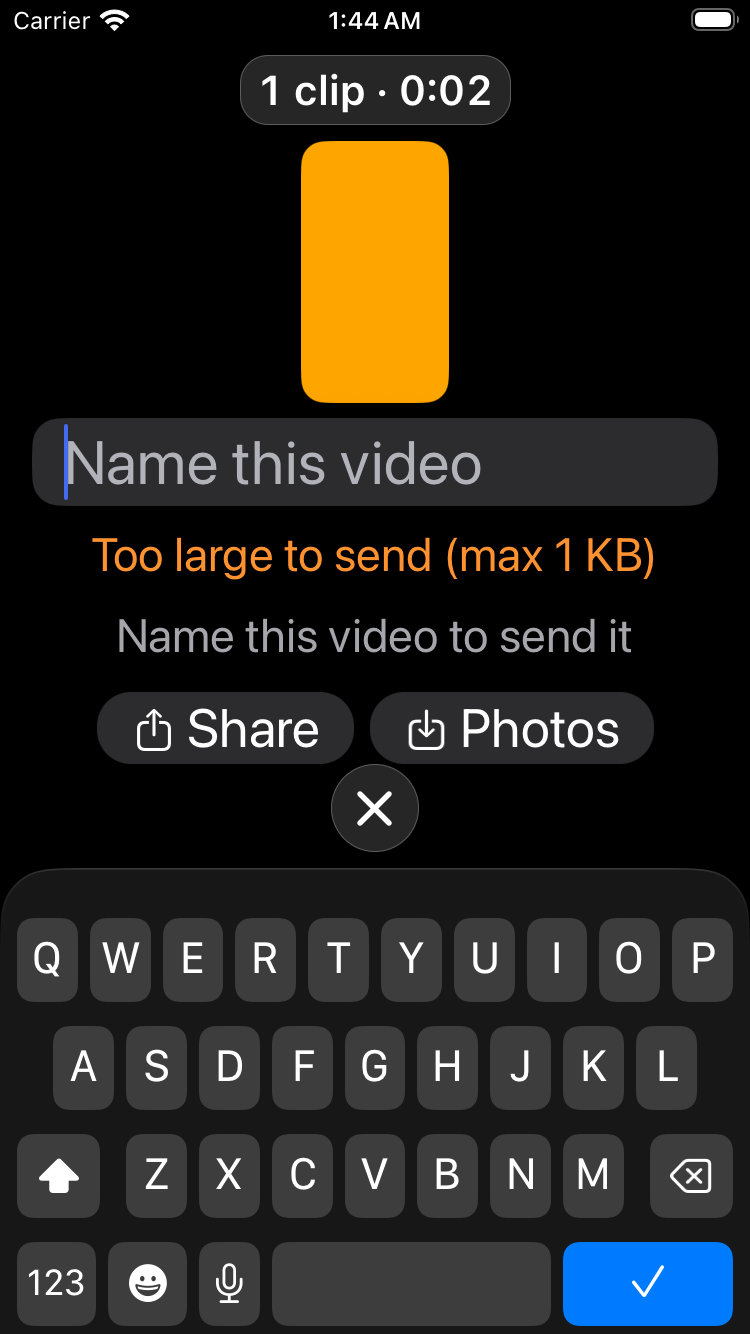 Carrier 1:44 AM
1 clip · 0:02
Name this video
Too large to send (max 1 KB)
Name this video to send it
Share Photos
Q W E R T Y U I O P
A S D F G H J K L
Z X C V B N M
123